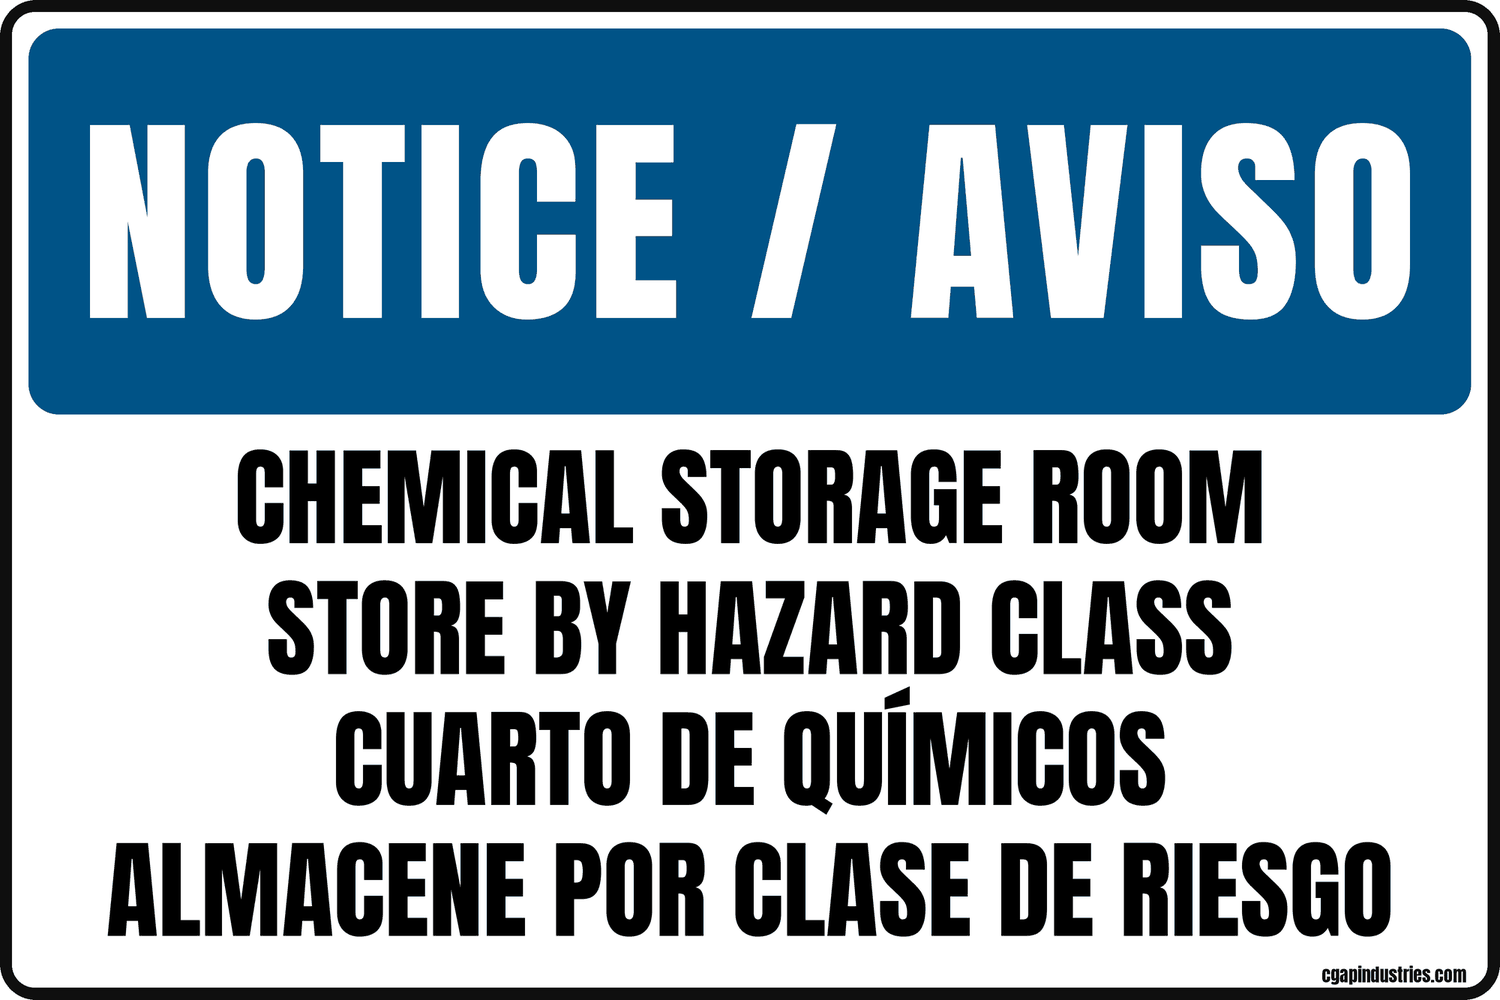 NOTICE / AVISO
CHEMICAL STORAGE ROOM
STORE BY HAZARD CLASS
CUARTO DE QUÍMICOS
ALMACENE POR CLASE DE RIESGO
cgapindustries.com